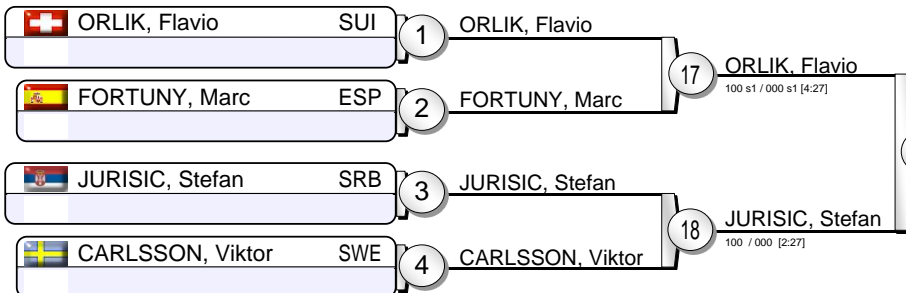 ORLIK, Flavio SUI
1
ORLIK, Flavio
FORTUNY, Marc ESP
2
FORTUNY, Marc
17
ORLIK, Flavio
100 s1 / 000 s1 [4:27]
JURISIC, Stefan SRB
3
JURISIC, Stefan
CARLSSON, Viktor SWE
4
CARLSSON, Viktor
18
JURISIC, Stefan
100 / 000 [2:27]